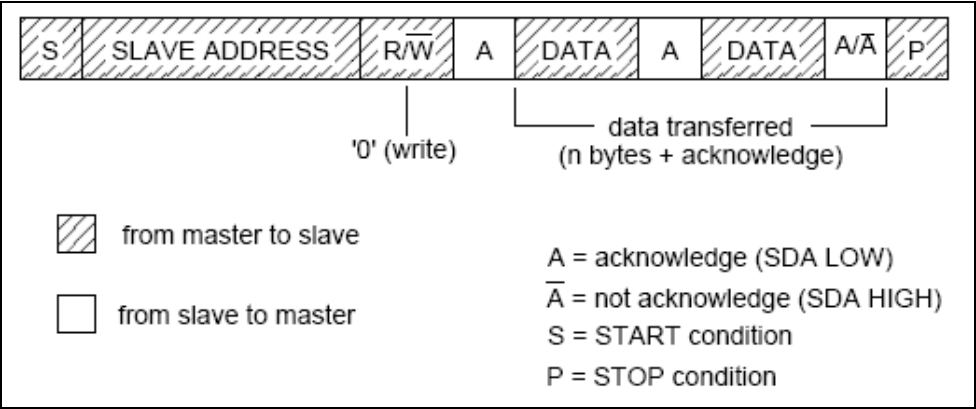 S SLAVE ADDRESS R/W̅ A DATA A DATA A/A̅ P
'0' (write)
data transferred
(n bytes + acknowledge)
from master to slave
from slave to master
A = acknowledge (SDA LOW)
A̅ = not acknowledge (SDA HIGH)
S = START condition
P = STOP condition